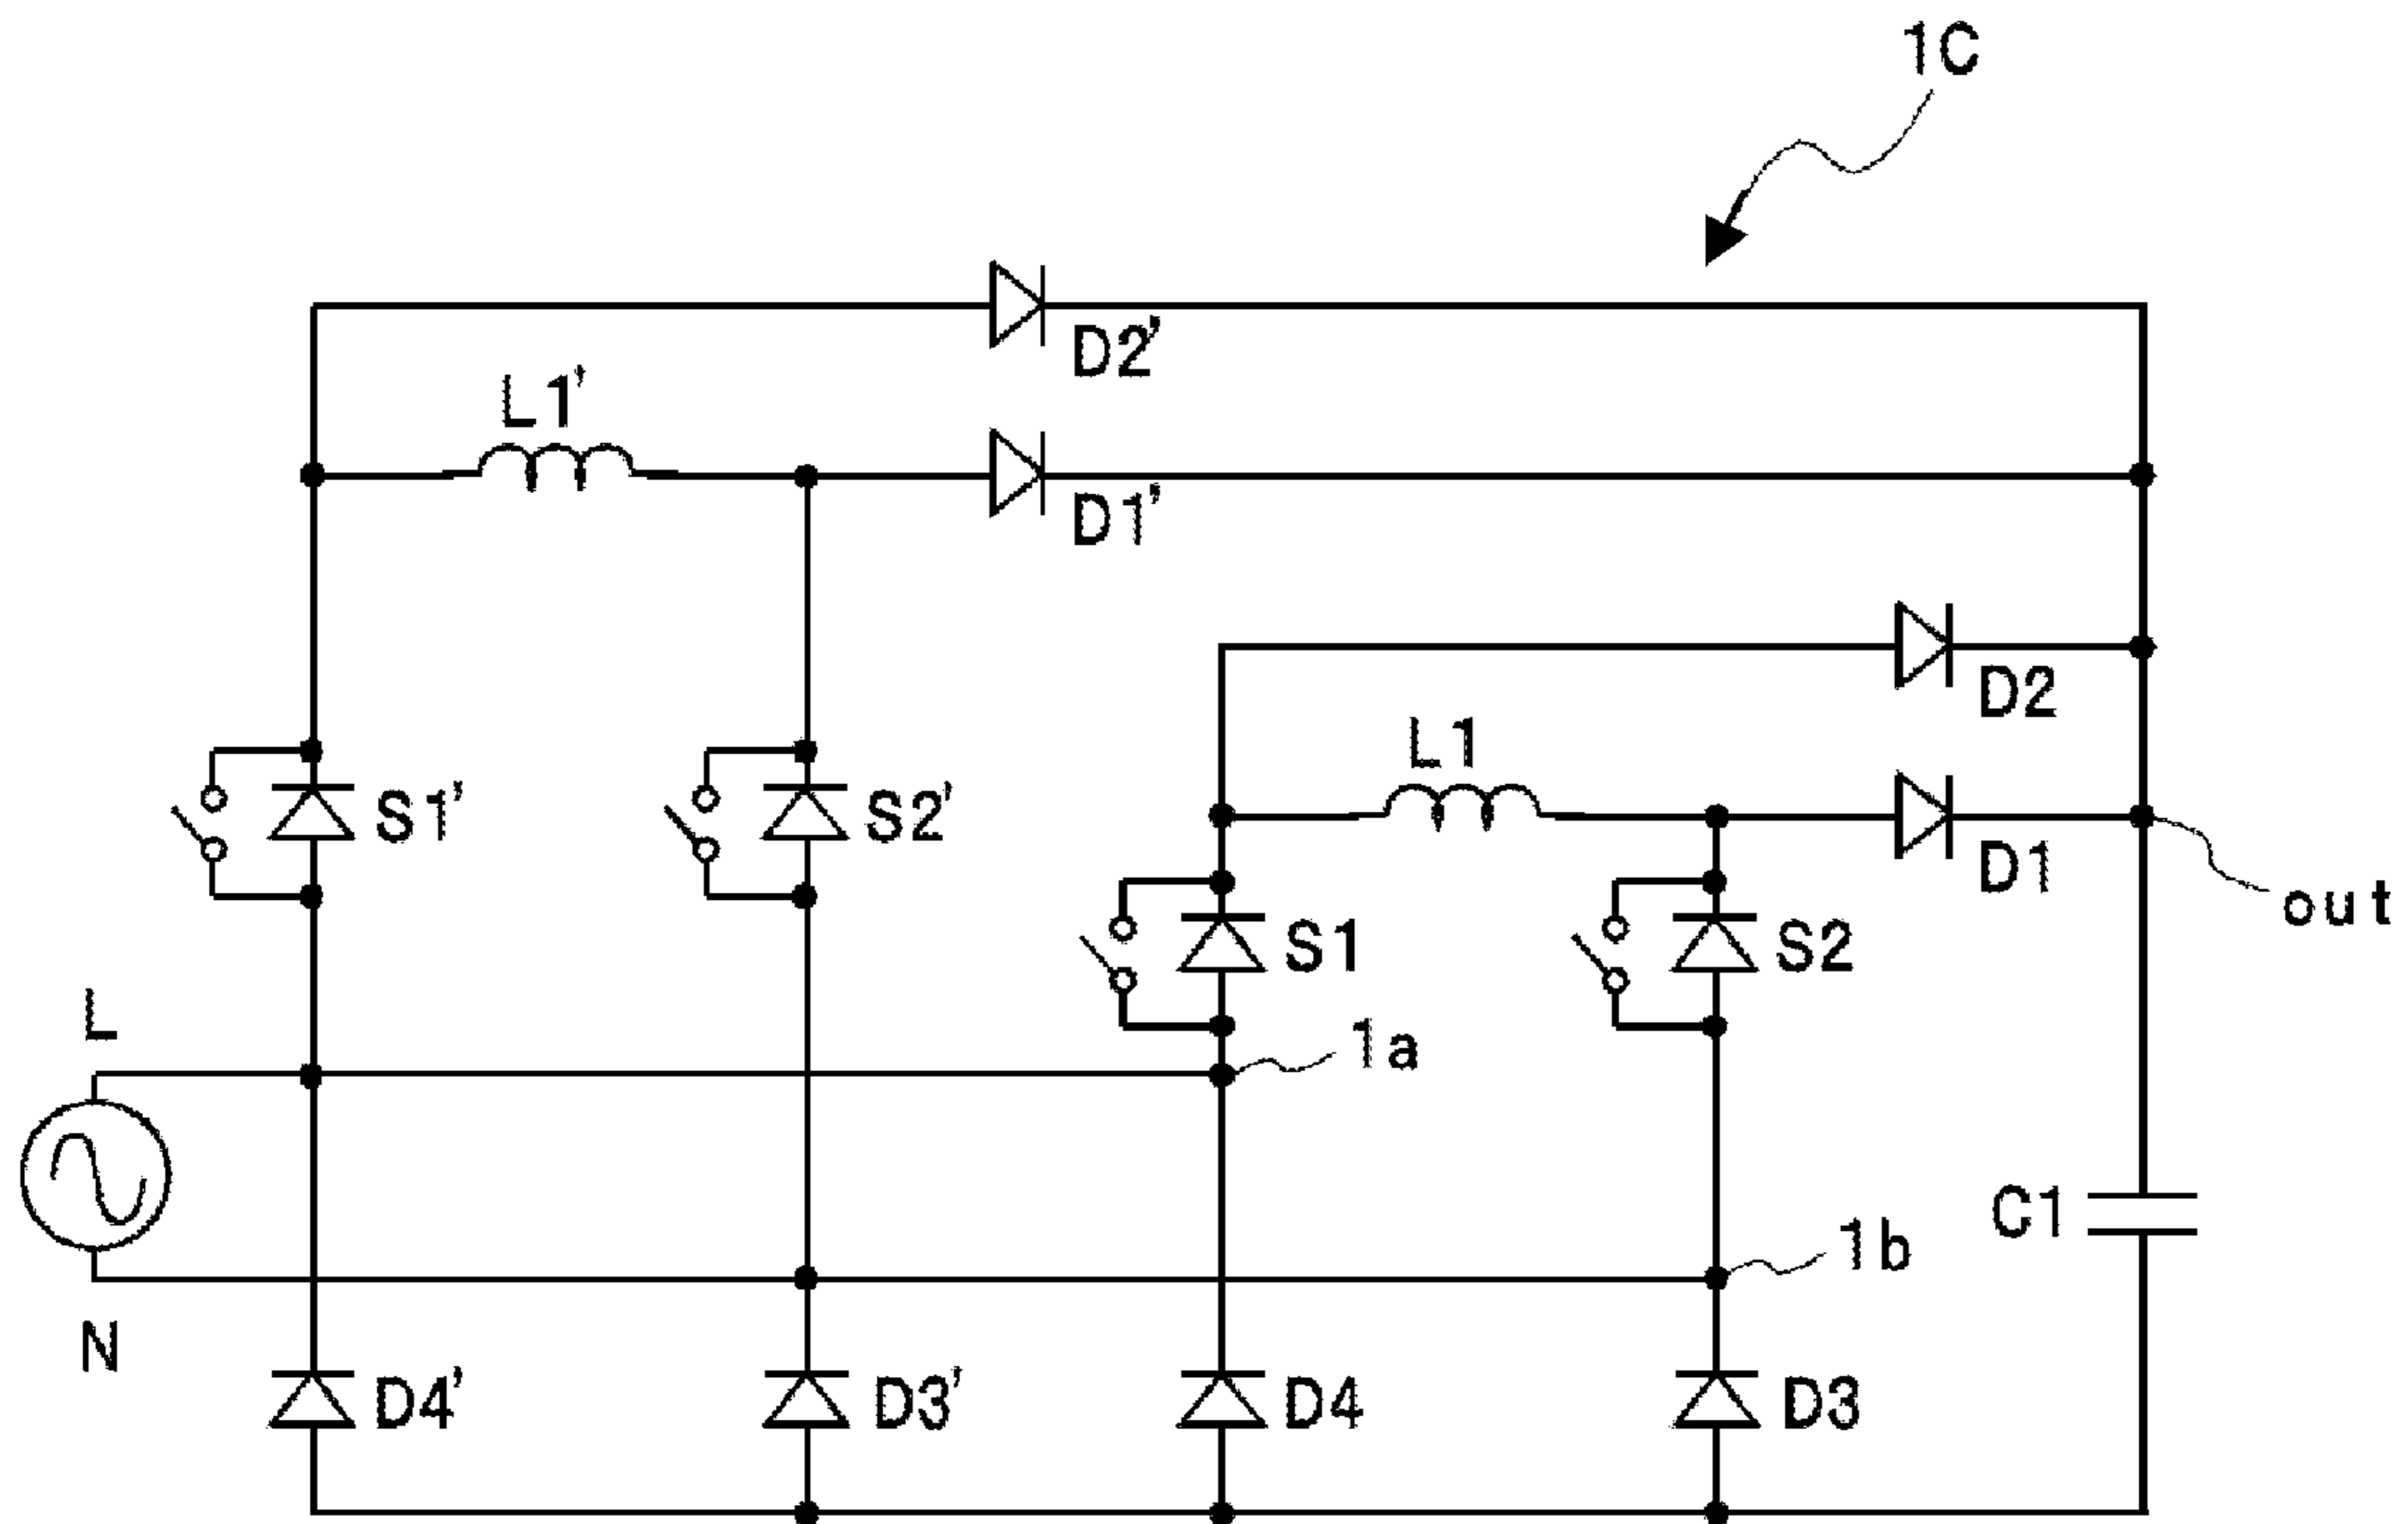 1C
D2'
L1'
D1'
D2
L1
D1
S1'
S2'
out
S1
S2
L
1a
C1
1b
N
D4'
D3'
D4
D3